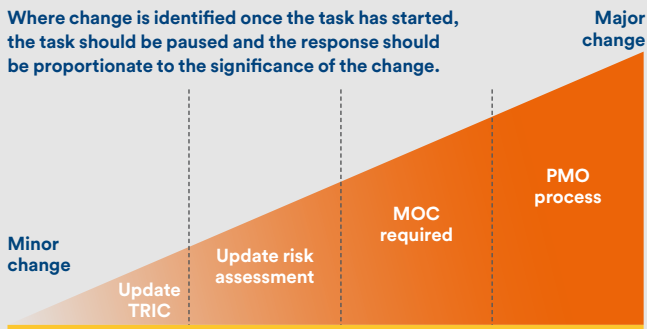 Where change is identified once the task has started,
the task should be paused and the response should
be proportionate to the significance of the change.
Major
change
PMO
process
MOC
required
Minor
change
Update risk
assessment
Update
TRIC